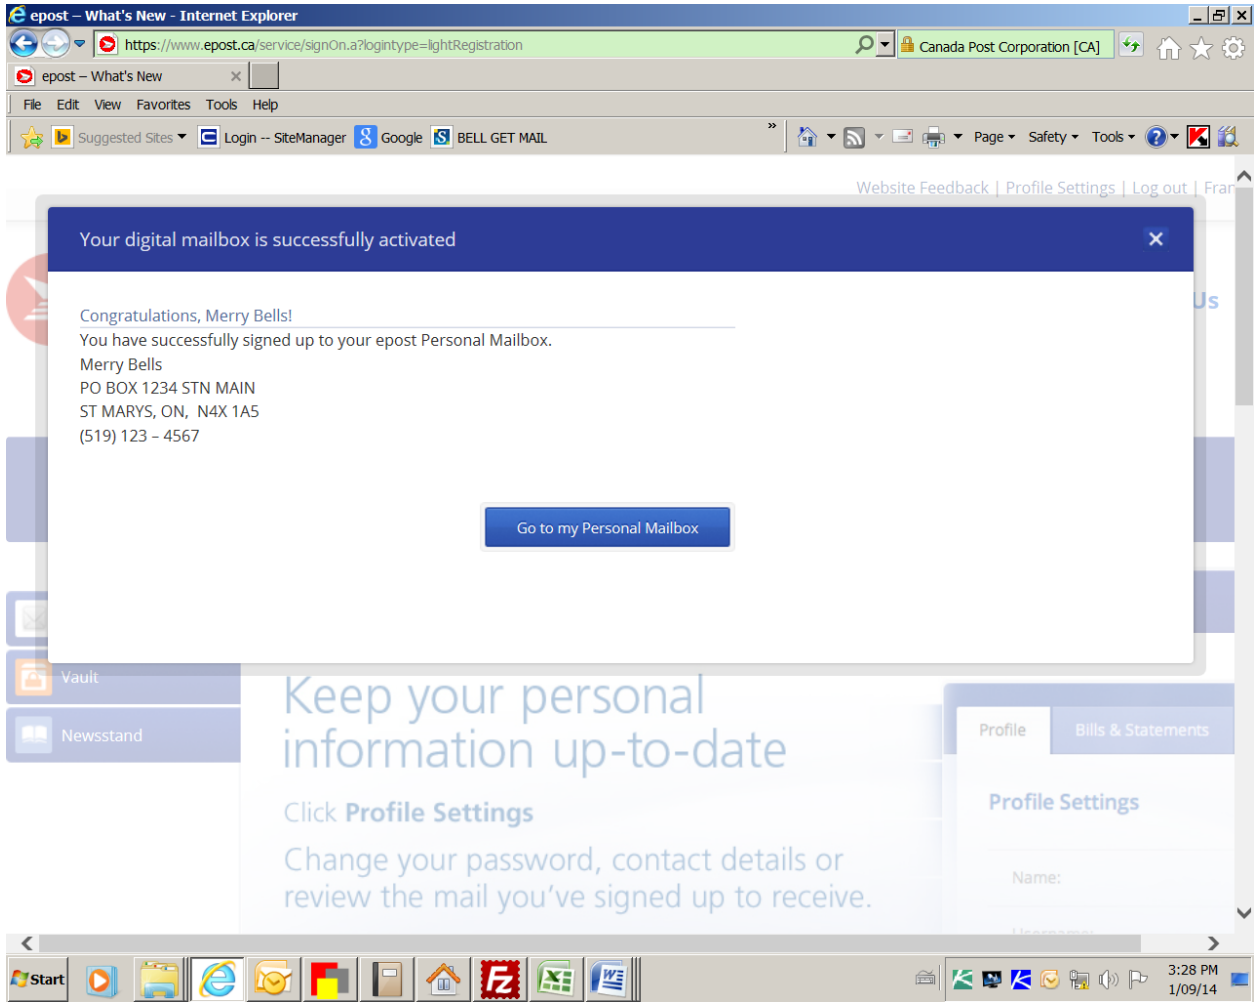 epost – What's New - Internet Explorer
https://www.epost.ca/service/signOn.a?logintype=lightRegistration
Canada Post Corporation [CA]
epost – What's New
File Edit View Favorites Tools Help
Suggested Sites Login -- SiteManager Google BELL GET MAIL
Page Safety Tools
Website Feedback | Profile Settings | Log out | Fran
Your digital mailbox is successfully activated
Us
Congratulations, Merry Bells!
You have successfully signed up to your epost Personal Mailbox.
Merry Bells
PO BOX 1234 STN MAIN
ST MARYS, ON, N4X 1A5
(519) 123 – 4567
Go to my Personal Mailbox
Vault
Newsstand
Keep your personal
information up-to-date
Click Profile Settings
Change your password, contact details or
review the mail you've signed up to receive.
Profile Bills & Statements
Profile Settings
Name:
Username:
Start
3:28 PM
1/09/14